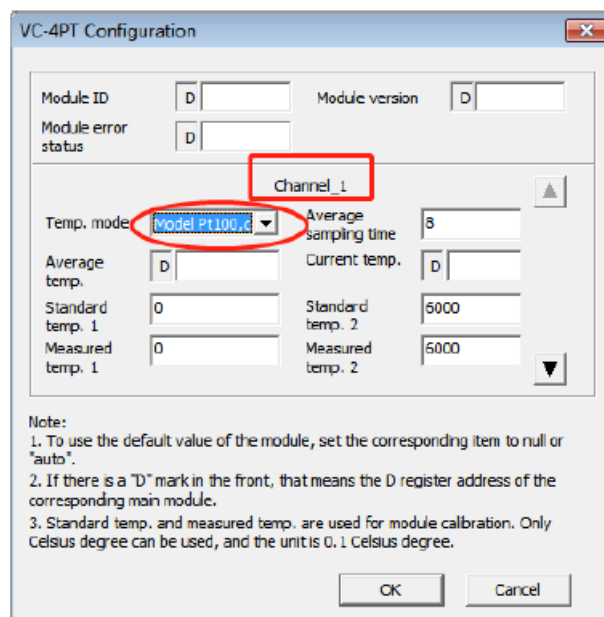 VC-4PT Configuration
Module ID D Module version D
Module error status D
Channel_1
Temp. mode Model Pt100,c Average sampling time 8
Average temp. D Current temp. D
Standard temp. 1 0 Standard temp. 2 6000
Measured temp. 1 0 Measured temp. 2 6000
Note:
1. To use the default value of the module, set the corresponding item to null or
"auto".
2. If there is a "D" mark in the front, that means the D register address of the
corresponding main module.
3. Standard temp. and measured temp. are used for module calibration. Only
Celsius degree can be used, and the unit is 0.1 Celsius degree.
OK Cancel